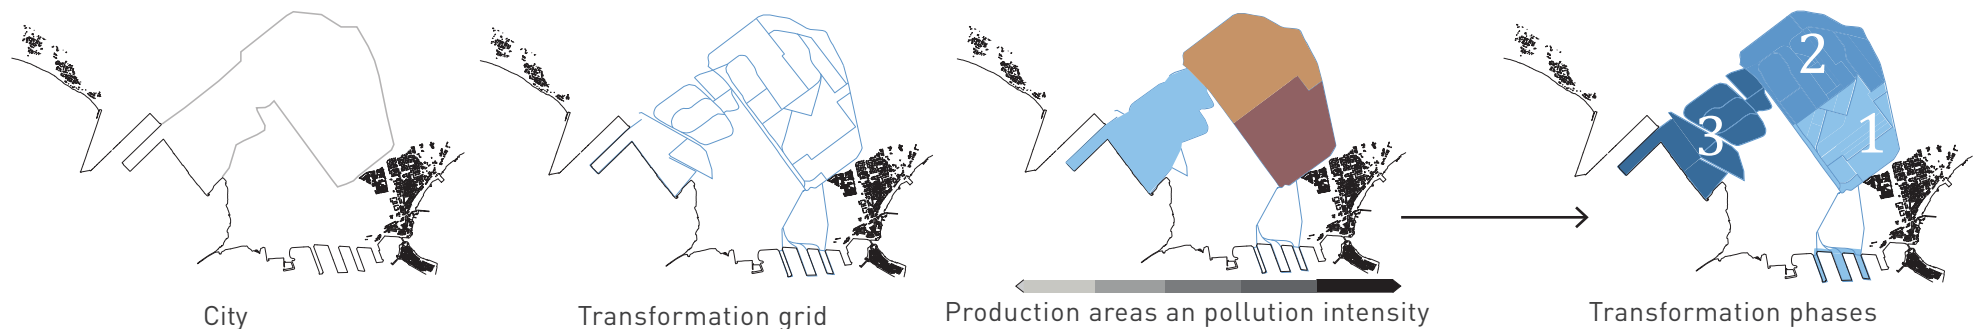 2
1
3
City
Transformation grid
Production areas an pollution intensity
Transformation phases